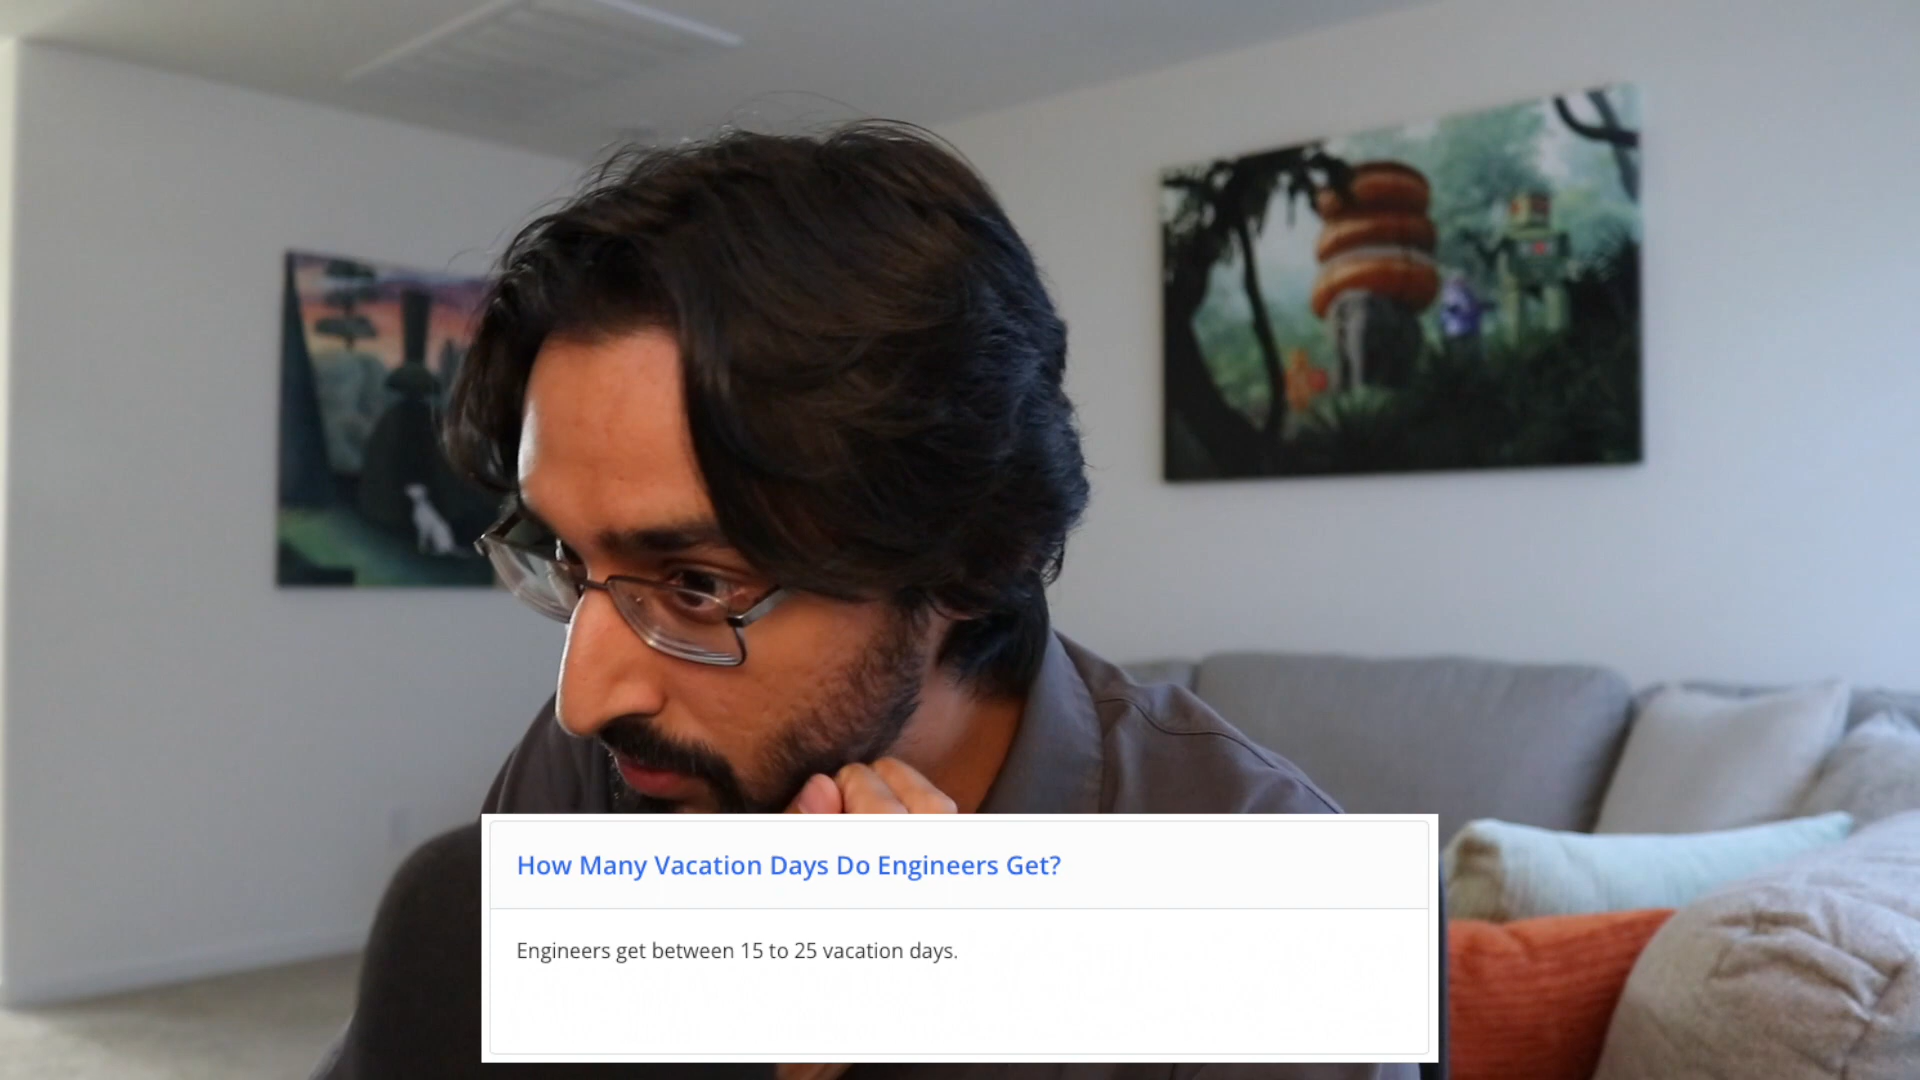 How Many Vacation Days Do Engineers Get?
Engineers get between 15 to 25 vacation days.